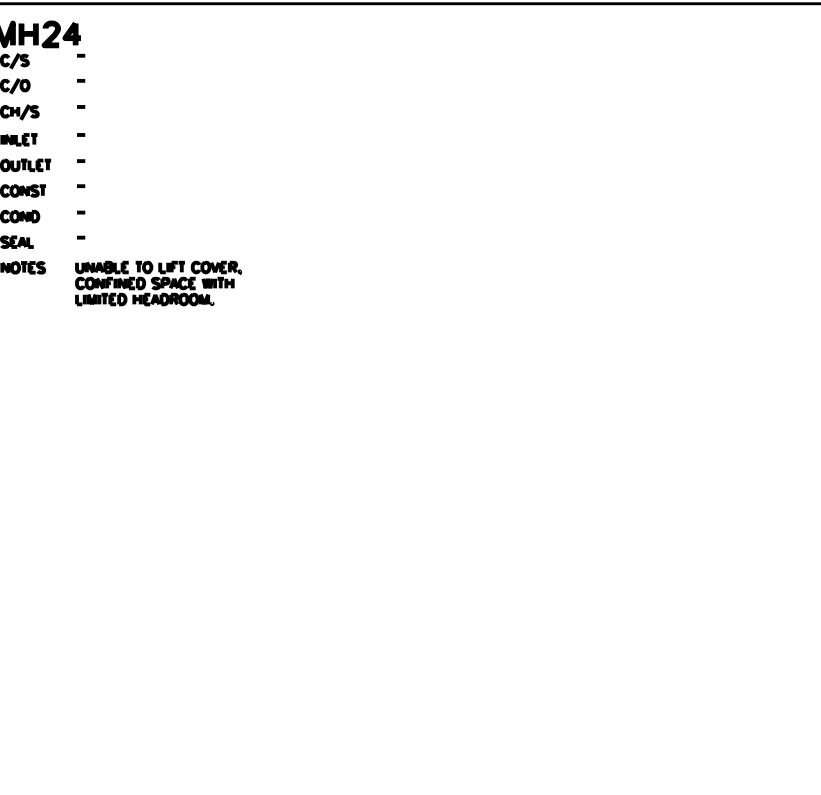 MH24
C/S -
C/O -
CH/S -
INLET -
OUTLET -
CONST -
COND -
SEAL -
NOTES UNABLE TO LIFT COVER,
CONFINED SPACE WITH
LIMITED HEADROOM.